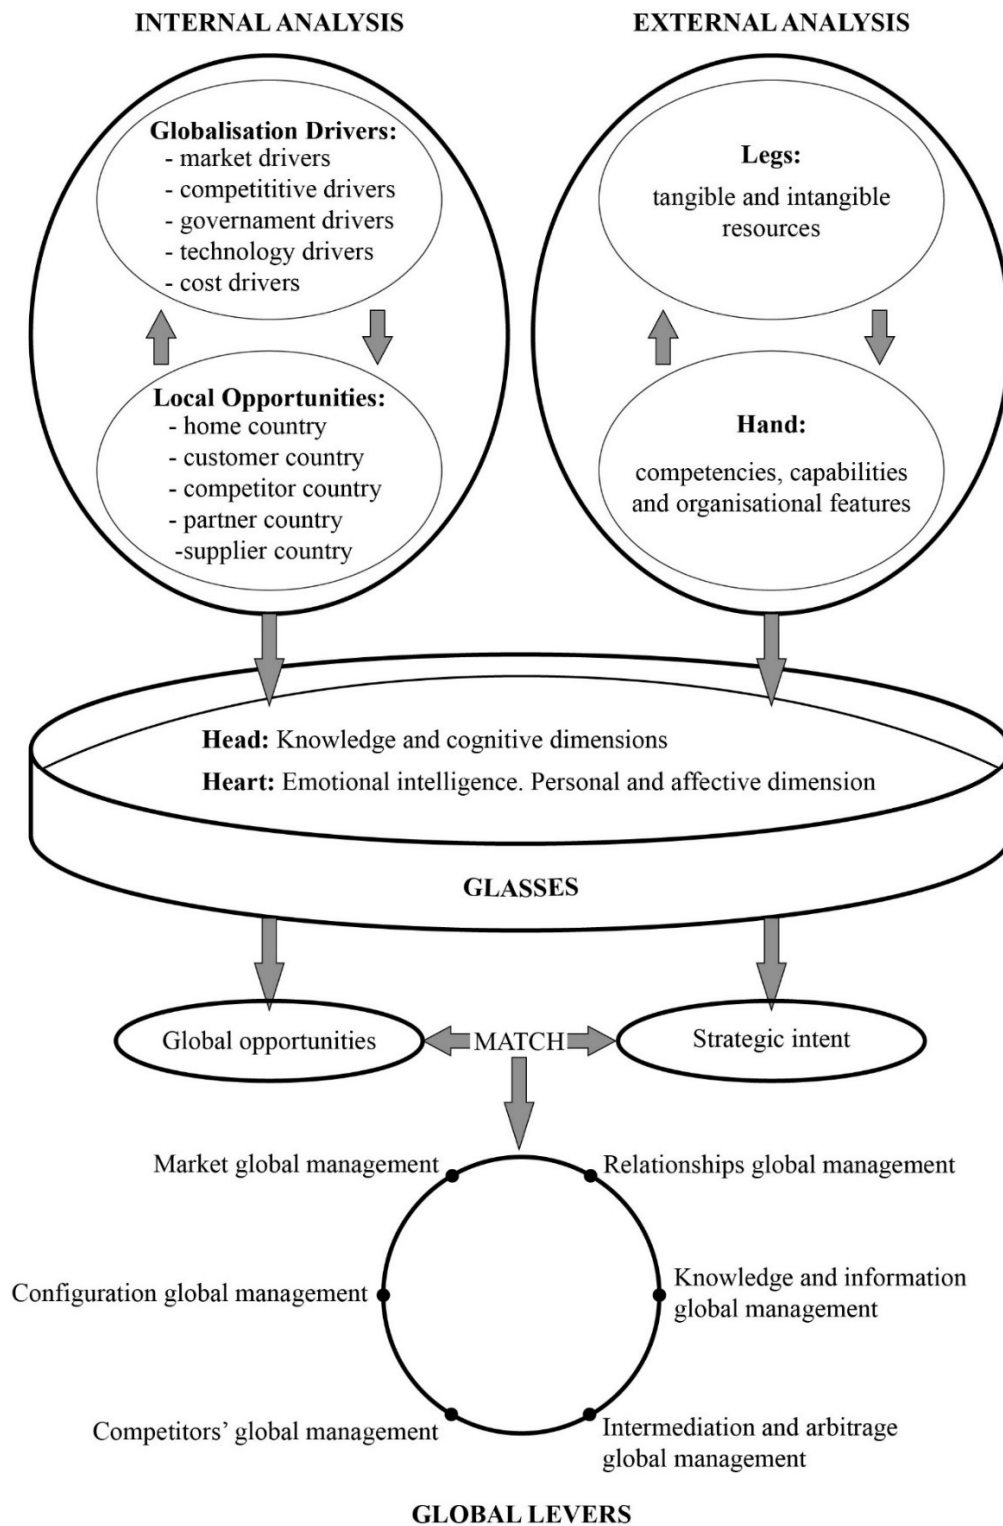 INTERNAL ANALYSIS
EXTERNAL ANALYSIS
Globalisation Drivers:
- market drivers
- competititive drivers
- governament drivers
- technology drivers
- cost drivers
Local Opportunities:
- home country
- customer country
- competitor country
- partner country
-supplier country
Legs:
tangible and intangible
resources
Hand:
competencies, capabilities
and organisational features
Head: Knowledge and cognitive dimensions
Heart: Emotional intelligence. Personal and affective dimension
GLASSES
Global opportunities
MATCH
Strategic intent
Market global management
Relationships global management
Configuration global management
Knowledge and information
global management
Competitors’ global management
Intermediation and arbitrage
global management
GLOBAL LEVERS